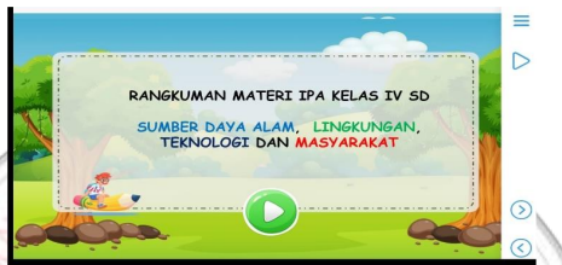 RANGKUMAN MATERI IPA KELAS IV SD
SUMBER DAYA ALAM, LINGKUNGAN,
TEKNOLOGI DAN MASYARAKAT